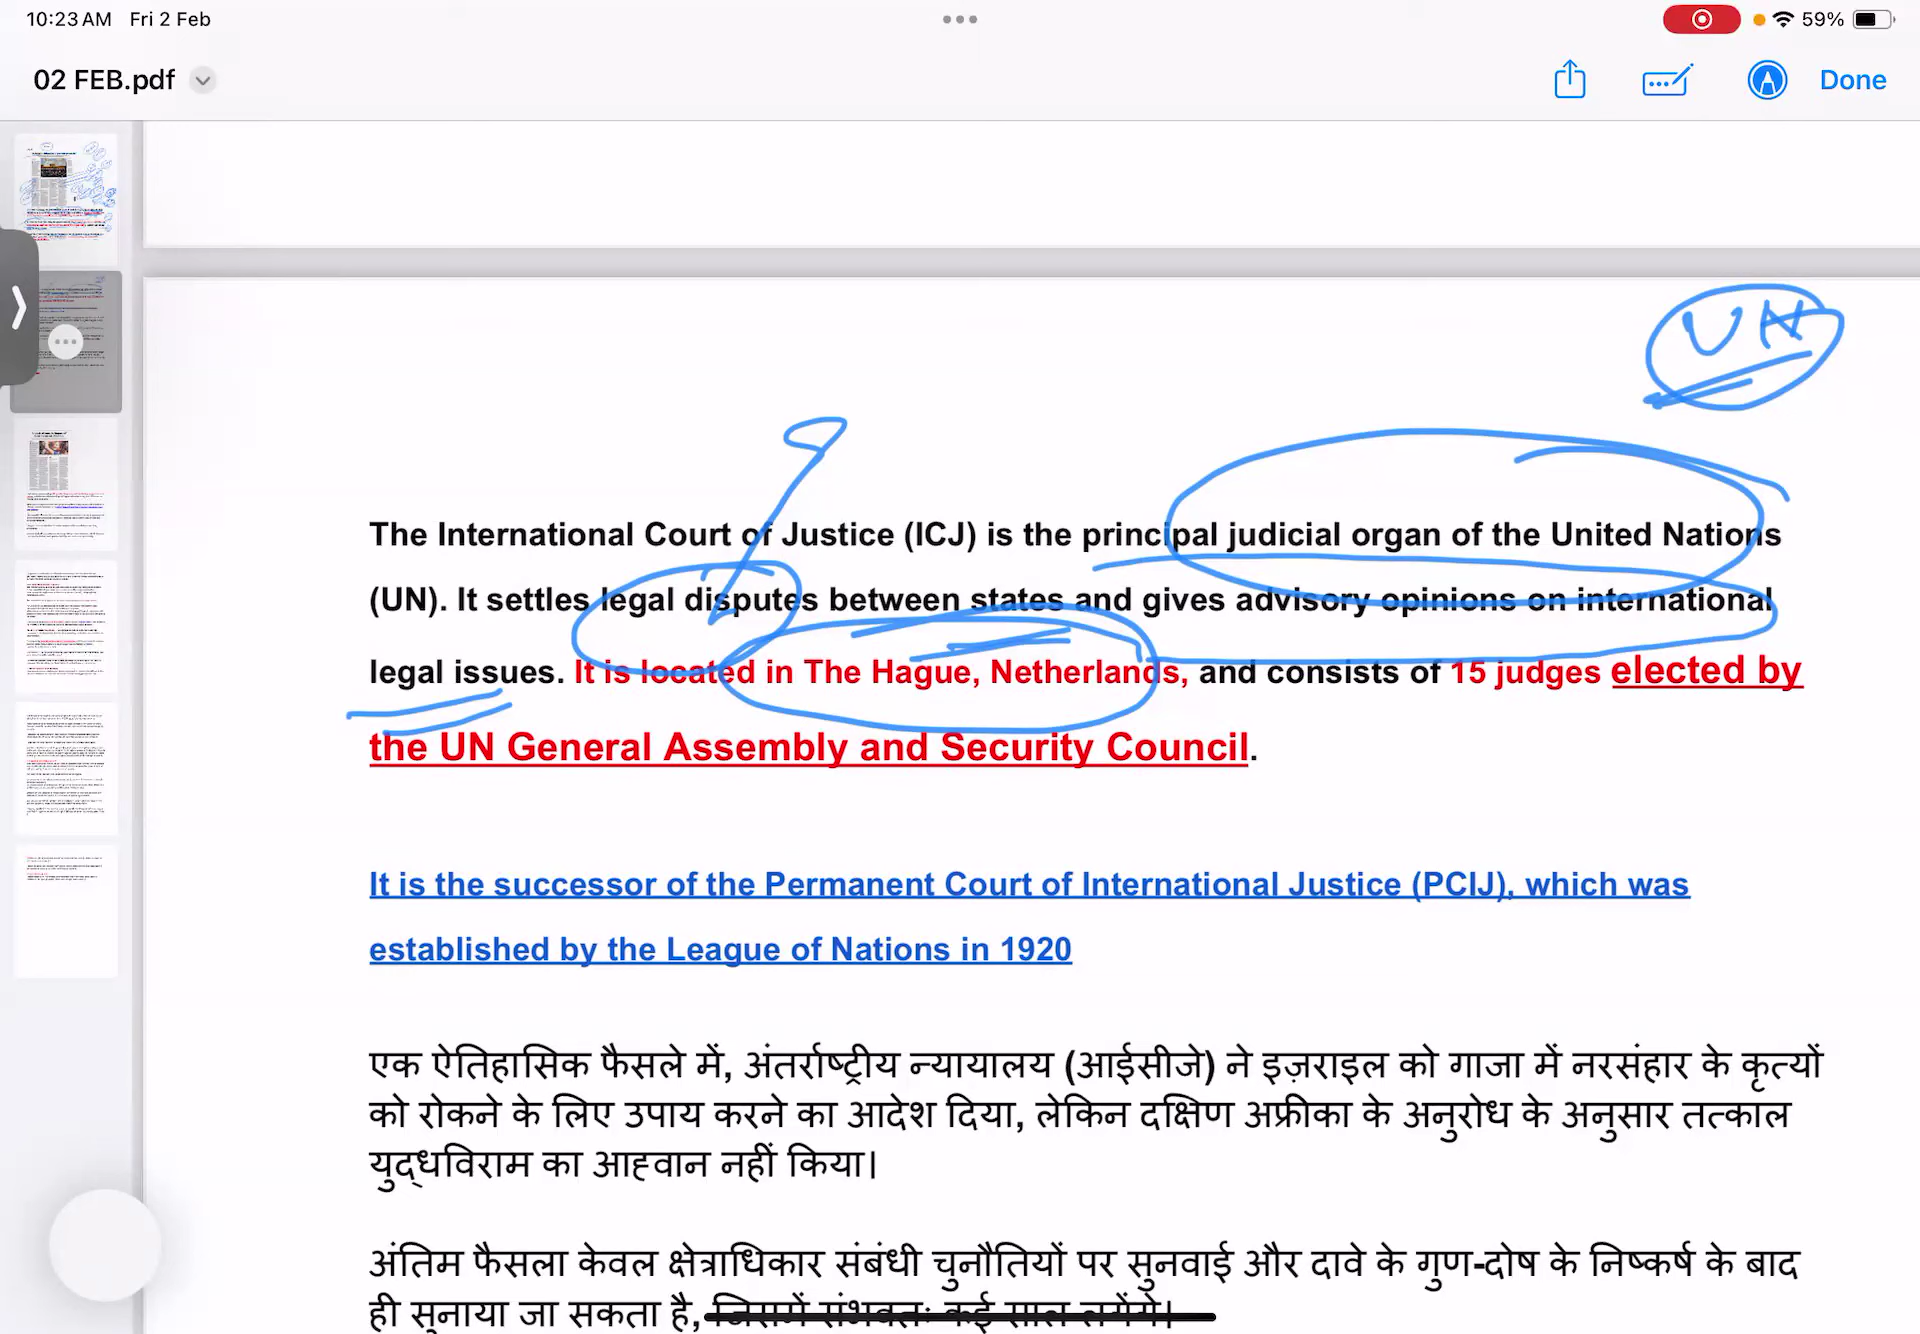 10:23 AM Fri 2 Feb
59%
02 FEB.pdf
Done
UN
The International Court of Justice (ICJ) is the principal judicial organ of the United Nations
(UN). It settles legal disputes between states and gives advisory opinions on international
legal issues. It is located in The Hague, Netherlands, and consists of 15 judges elected by
the UN General Assembly and Security Council.
It is the successor of the Permanent Court of International Justice (PCIJ), which was
established by the League of Nations in 1920
एक ऐतिहासिक फैसले में, अंतर्राष्ट्रीय न्यायालय (आईसीजे) ने इज़राइल को गाजा में नरसंहार के कृत्यों
को रोकने के लिए उपाय करने का आदेश दिया, लेकिन दक्षिण अफ्रीका के अनुरोध के अनुसार तत्काल
युद्धविराम का आह्वान नहीं किया।
अंतिम फैसला केवल क्षेत्राधिकार संबंधी चुनौतियों पर सुनवाई और दावे के गुण-दोष के निष्कर्ष के बाद
ही सुनाया जा सकता है, जिसमें संभवतः कई साल लगेंगे।